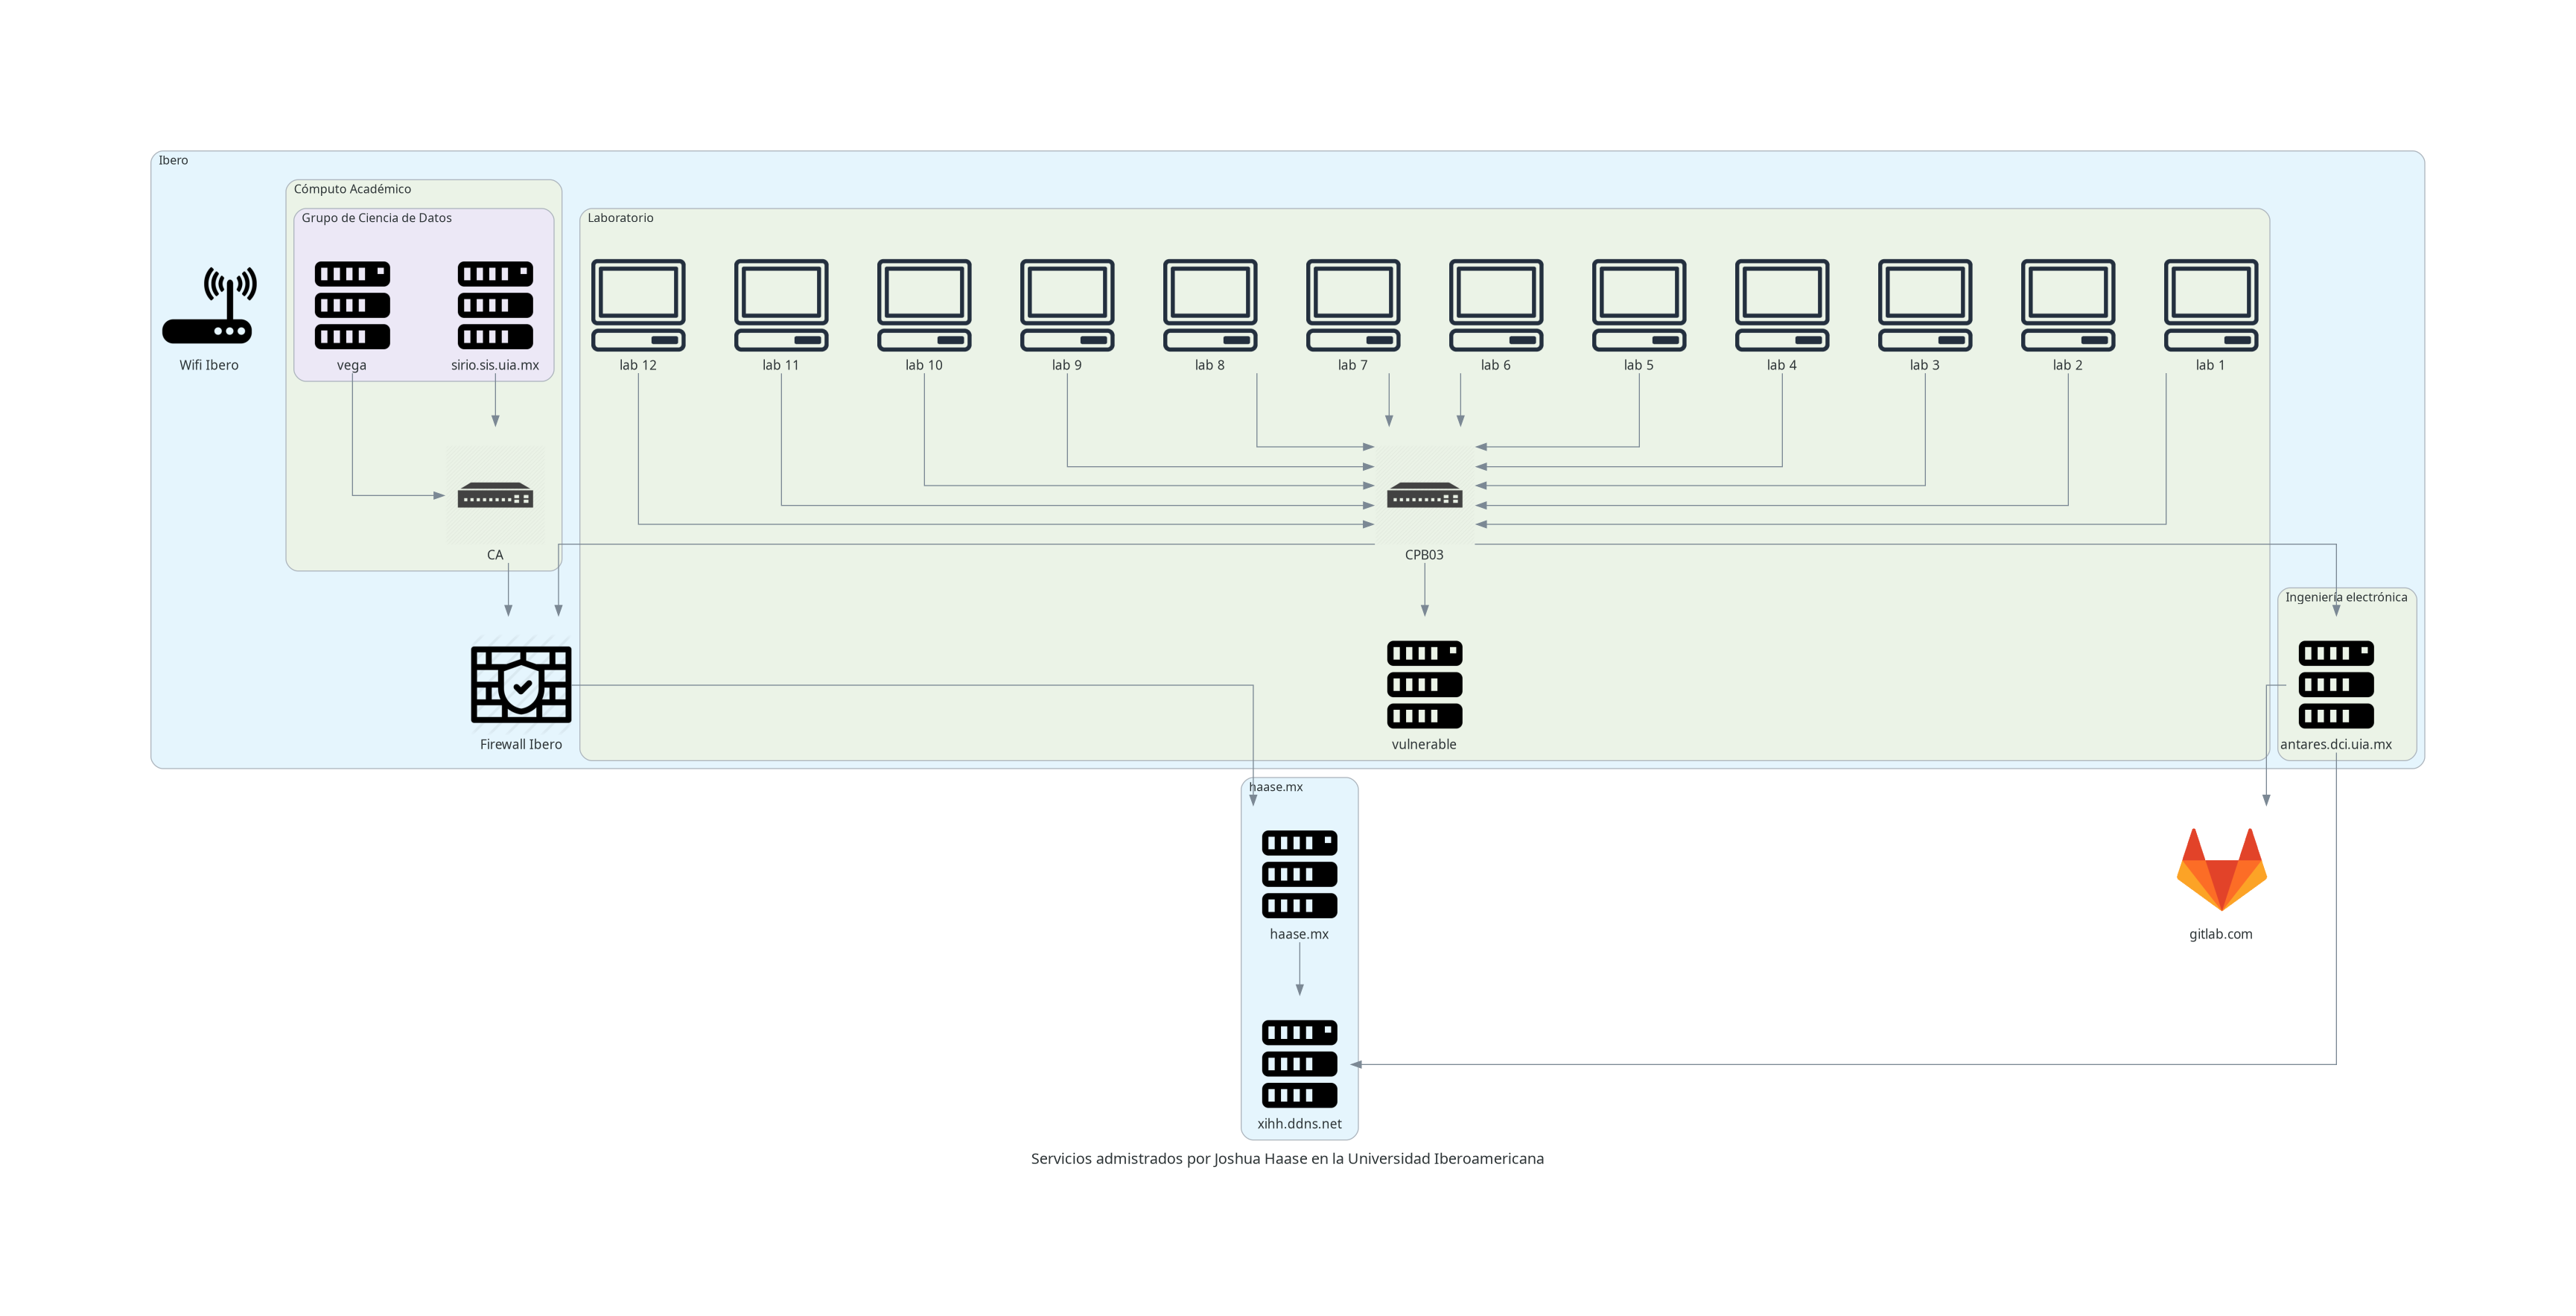 Ibero
Cómputo Académico
Grupo de Ciencia de Datos
Laboratorio
Wifi Ibero
vega
sirio.sis.uia.mx
lab 12
lab 11
lab 10
lab 9
lab 8
lab 7
lab 6
lab 5
lab 4
lab 3
lab 2
lab 1
CA
CPB03
Ingeniería electrónica
Firewall Ibero
vulnerable
antares.dci.uia.mx
haase.mx
haase.mx
gitlab.com
xihh.ddns.net
Servicios admistrados por Joshua Haase en la Universidad Iberoamericana